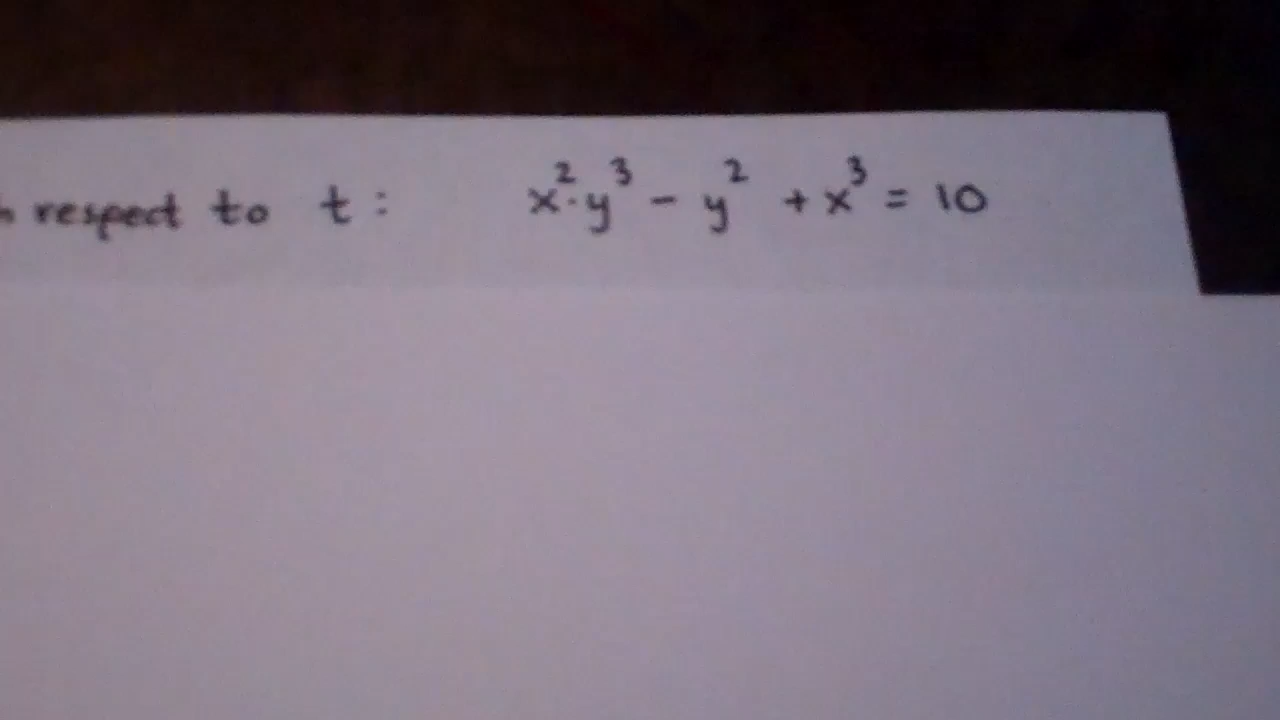 respect to t: x²·y³ - y² + x³ = 10